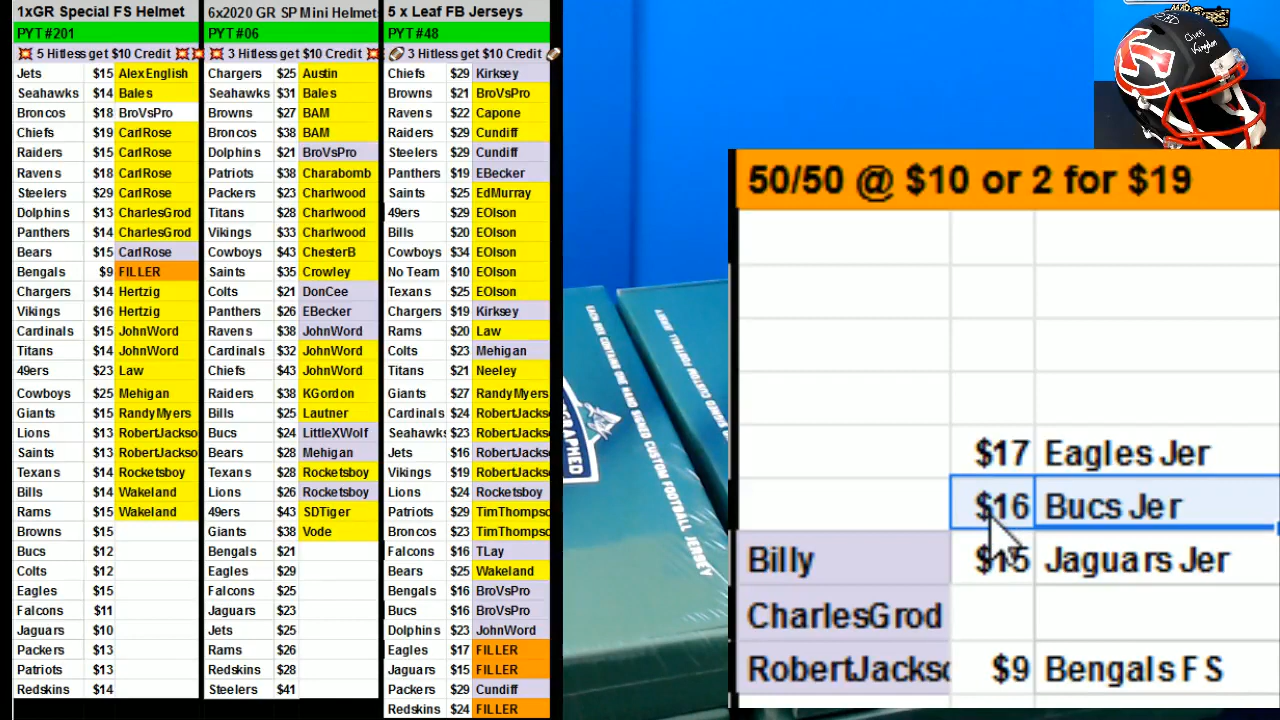 1xGR Special FS Helmet
PYT #201
5 Hitless get $10 Credit
Jets $15 AlexEnglish
Seahawks $14 Bales
Broncos $18 BroVsPro
Chiefs $19 CarlRose
Raiders $15 CarlRose
Ravens $18 CarlRose
Steelers $29 CarlRose
Dolphins $13 CharlesGrod
Panthers $14 CharlesGrod
Bears $15 CarlRose
Bengals $9 FILLER
Chargers $14 Hertzig
Vikings $16 Hertzig
Cardinals $15 JohnWord
Titans $14 JohnWord
49ers $23 Law
Cowboys $25 Mehigan
Giants $15 RandyMyers
Lions $13 RobertJackso
Saints $13 RobertJackso
Texans $14 Rocketsboy
Bills $14 Wakeland
Rams $15 Wakeland
Browns $15
Bucs $12
Colts $12
Eagles $15
Falcons $11
Jaguars $10
Packers $13
Patriots $13
Redskins $14
6x2020 GR SP Mini Helmet
PYT #06
3 Hitless get $10 Credit
Chargers $25 Austin
Seahawks $31 Bales
Browns $27 BAM
Broncos $38 BAM
Dolphins $21 BroVsPro
Patriots $38 Charabomb
Packers $23 Charlwood
Titans $28 Charlwood
Vikings $33 Charlwood
Cowboys $43 ChesterB
Saints $35 Crowley
Colts $21 DonCee
Panthers $26 EBecker
Ravens $38 JohnWord
Cardinals $32 JohnWord
Chiefs $43 JohnWord
Raiders $38 KGordon
Bills $25 Lautner
Bucs $24 LittleXWolf
Bears $28 Mehigan
Texans $28 Rocketsboy
Lions $26 Rocketsboy
49ers $43 SDTiger
Giants $38 Vode
Bengals $21
Eagles $29
Falcons $25
Jaguars $23
Jets $25
Rams $26
Redskins $28
Steelers $41
5 x Leaf FB Jerseys
PYT #48
3 Hitless get $10 Credit
Chiefs $29 Kirksey
Browns $21 BroVsPro
Ravens $22 Capone
Raiders $29 Cundiff
Steelers $29 Cundiff
Panthers $19 EBecker
Saints $25 EdMurray
49ers $29 EOlson
Bills $20 EOlson
Cowboys $34 EOlson
No Team $10 EOlson
Texans $25 EOlson
Chargers $19 Kirksey
Rams $20 Law
Colts $23 Mehigan
Titans $21 Neeley
Giants $27 RandyMyers
Cardinals $24 RobertJackso
Seahawks $23 RobertJackso
Jets $16 RobertJackso
Vikings $19 RobertJackso
Lions $24 Rocketsboy
Patriots $29 TimThompso
Broncos $29 TimThompso
Falcons $16 TLay
Bears $25 Wakeland
Bengals $16 BroVsPro
Bucs $16 BroVsPro
Dolphins $23 JohnWord
Eagles $17 FILLER
Jaguars $15 FILLER
Packers $29 Cundiff
Redskins $24 FILLER
50/50 @ $10 or 2 for $19
$17 Eagles Jer
$16 Bucs Jer
Billy $15 Jaguars Jer
CharlesGrod
RobertJackso $9 Bengals F S